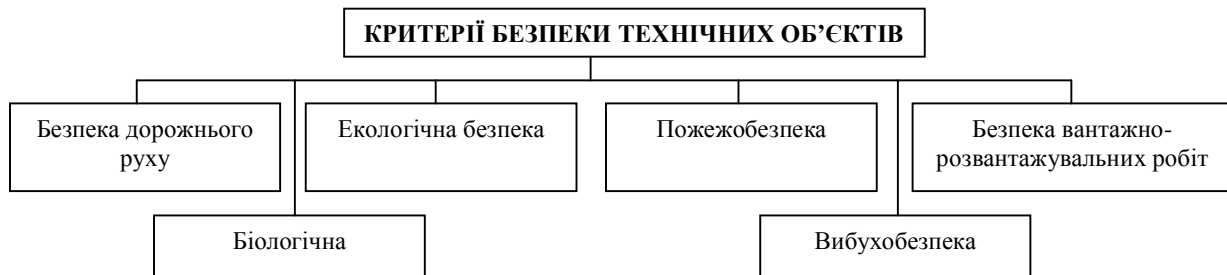 КРИТЕРІЇ БЕЗПЕКИ ТЕХНІЧНИХ ОБ’ЄКТІВ
Безпека дорожнього
руху
Екологічна безпека
Пожежобезпека
Безпека вантажно-
розвантажувальних робіт
Біологічна
Вибухобезпека